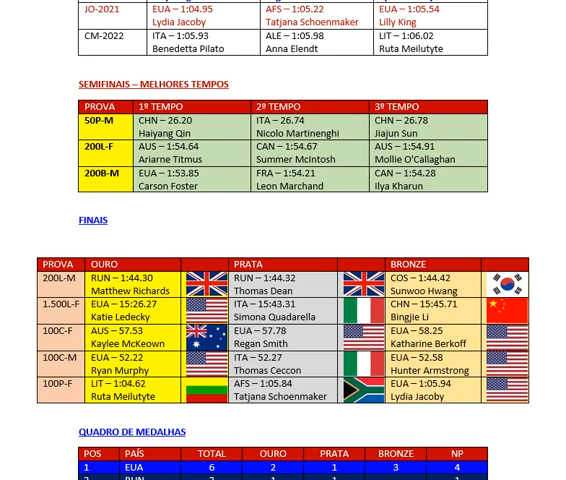 JO-2021 EUA – 1:04.95 AFS – 1:05.22 EUA – 1:05.54
Lydia Jacoby Tatjana Schoenmaker Lilly King
CM-2022 ITA – 1:05.93 ALE – 1:05.98 LIT – 1:06.02
Benedetta Pilato Anna Elendt Ruta Meilutyte
SEMIFINAIS – MELHORES TEMPOS
PROVA 1º TEMPO 2º TEMPO 3º TEMPO
50P-M CHN – 26.20 ITA – 26.74 CHN – 26.78
Haiyang Qin Nicolo Martinenghi Jiajun Sun
200L-F AUS – 1:54.64 CAN – 1:54.67 AUS – 1:54.91
Ariarne Titmus Summer McIntosh Mollie O'Callaghan
200B-M EUA – 1:53.85 FRA – 1:54.21 CAN – 1:54.28
Carson Foster Leon Marchand Ilya Kharun
FINAIS
PROVA OURO PRATA BRONZE
200L-M RUN – 1:44.30 RUN – 1:44.32 COS – 1:44.42
Matthew Richards Thomas Dean Sunwoo Hwang
1.500L-F EUA – 15:26.27 ITA – 15:43.31 CHN – 15:45.71
Katie Ledecky Simona Quadarella Bingjie Li
100C-F AUS – 57.53 EUA – 57.78 EUA – 58.25
Kaylee McKeown Regan Smith Katharine Berkoff
100C-M EUA – 52.22 ITA – 52.27 EUA – 52.58
Ryan Murphy Thomas Ceccon Hunter Armstrong
100P-F LIT – 1:04.62 AFS – 1:05.84 EUA – 1:05.94
Ruta Meilutyte Tatjana Schoenmaker Lydia Jacoby
QUADRO DE MEDALHAS
POS PAÍS TOTAL OURO PRATA BRONZE NP
1 EUA 6 2 1 3 4